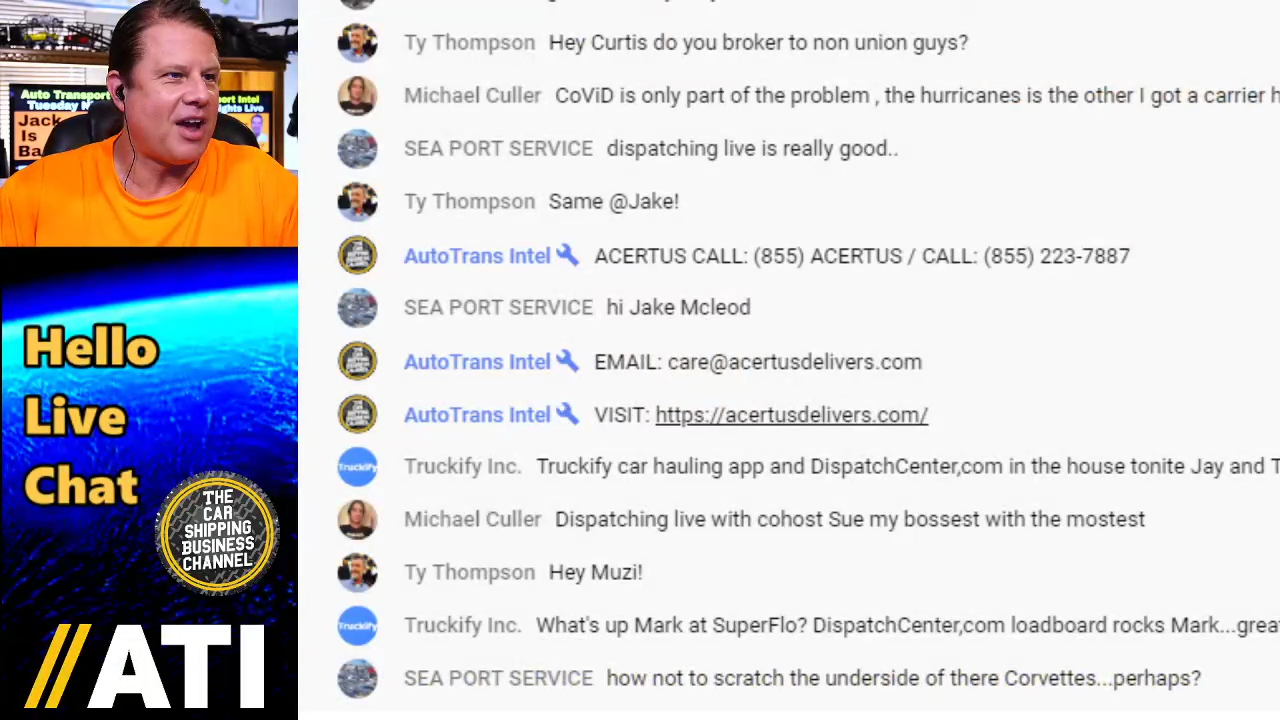 Auto Transport
Tuesday N
Jack
Is
Ba
port Intel
ghts Live
Hello
Live
Chat
THE
CAR
SHIPPING
BUSINESS
CHANNEL
//ATI
Ty Thompson Hey Curtis do you broker to non union guys?
Michael Culler CoViD is only part of the problem , the hurricanes is the other I got a carrier h
SEA PORT SERVICE dispatching live is really good..
Ty Thompson Same @Jake!
AutoTrans Intel ACERTUS CALL: (855) ACERTUS / CALL: (855) 223-7887
SEA PORT SERVICE hi Jake Mcleod
AutoTrans Intel EMAIL: care@acertusdelivers.com
AutoTrans Intel VISIT: https://acertusdelivers.com/
Truckify Truckify Inc. Truckify car hauling app and DispatchCenter,com in the house tonite Jay and T
Michael Culler Dispatching live with cohost Sue my bossest with the mostest
Ty Thompson Hey Muzi!
Truckify Truckify Inc. What's up Mark at SuperFlo? DispatchCenter,com loadboard rocks Mark...grea
SEA PORT SERVICE how not to scratch the underside of there Corvettes...perhaps?